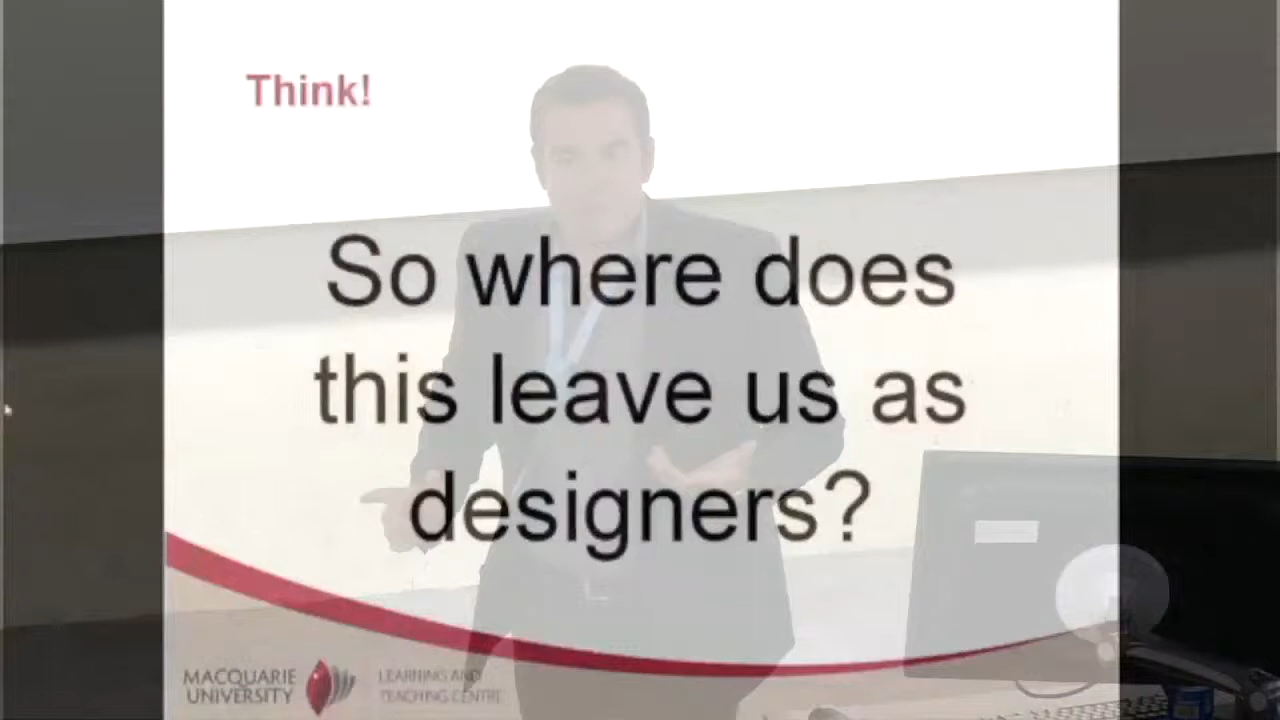 Think!
So where does
this leave us as
designers?
MACQUARIE
UNIVERSITY
LEARNING AND
TEACHING CENTRE